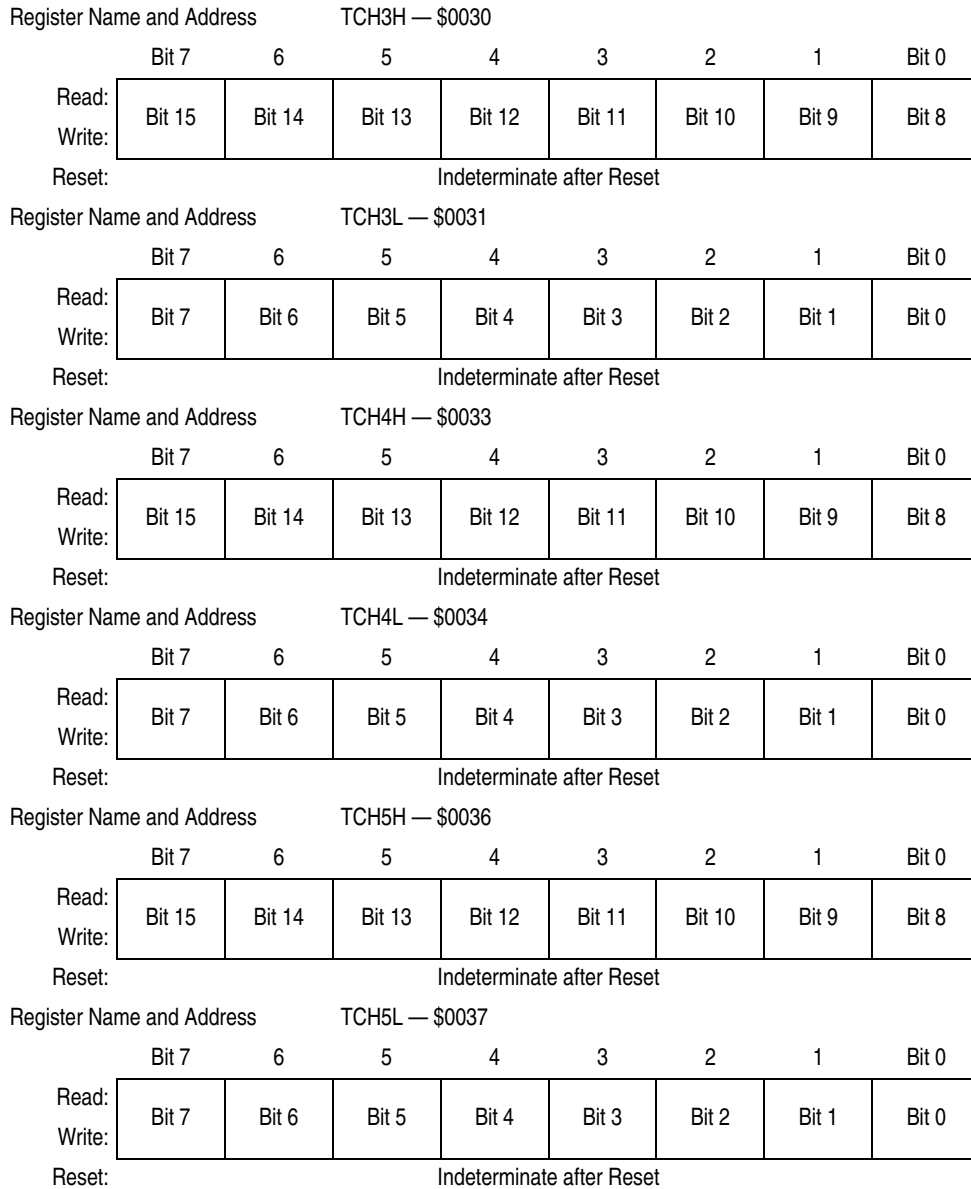 Register Name and Address TCH3H — $0030
Bit 7 6 5 4 3 2 1 Bit 0
Read:
Bit 15 Bit 14 Bit 13 Bit 12 Bit 11 Bit 10 Bit 9 Bit 8
Write:
Reset: Indeterminate after Reset
Register Name and Address TCH3L — $0031
Bit 7 6 5 4 3 2 1 Bit 0
Read:
Bit 7 Bit 6 Bit 5 Bit 4 Bit 3 Bit 2 Bit 1 Bit 0
Write:
Reset: Indeterminate after Reset
Register Name and Address TCH4H — $0033
Bit 7 6 5 4 3 2 1 Bit 0
Read:
Bit 15 Bit 14 Bit 13 Bit 12 Bit 11 Bit 10 Bit 9 Bit 8
Write:
Reset: Indeterminate after Reset
Register Name and Address TCH4L — $0034
Bit 7 6 5 4 3 2 1 Bit 0
Read:
Bit 7 Bit 6 Bit 5 Bit 4 Bit 3 Bit 2 Bit 1 Bit 0
Write:
Reset: Indeterminate after Reset
Register Name and Address TCH5H — $0036
Bit 7 6 5 4 3 2 1 Bit 0
Read:
Bit 15 Bit 14 Bit 13 Bit 12 Bit 11 Bit 10 Bit 9 Bit 8
Write:
Reset: Indeterminate after Reset
Register Name and Address TCH5L — $0037
Bit 7 6 5 4 3 2 1 Bit 0
Read:
Bit 7 Bit 6 Bit 5 Bit 4 Bit 3 Bit 2 Bit 1 Bit 0
Write:
Reset: Indeterminate after Reset